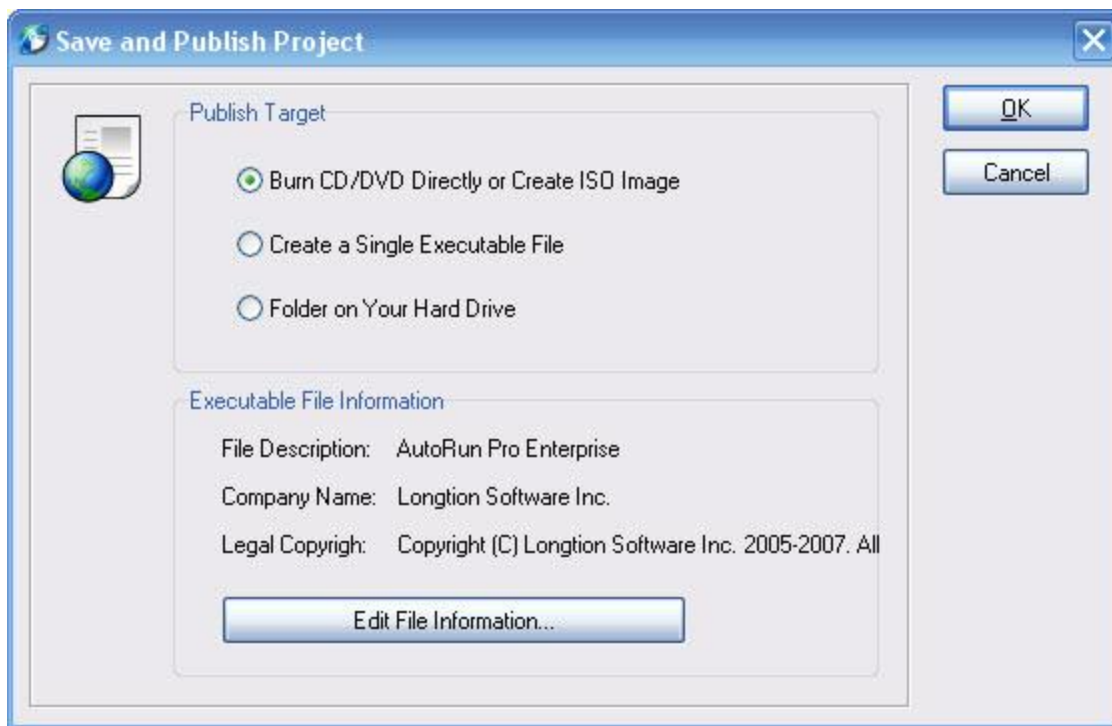 Save and Publish Project
Publish Target
Burn CD/DVD Directly or Create ISO Image
Create a Single Executable File
Folder on Your Hard Drive
OK
Cancel
Executable File Information
File Description: AutoRun Pro Enterprise
Company Name: Longtion Software Inc.
Legal Copyrigh: Copyright (C) Longtion Software Inc. 2005-2007. All
Edit File Information...